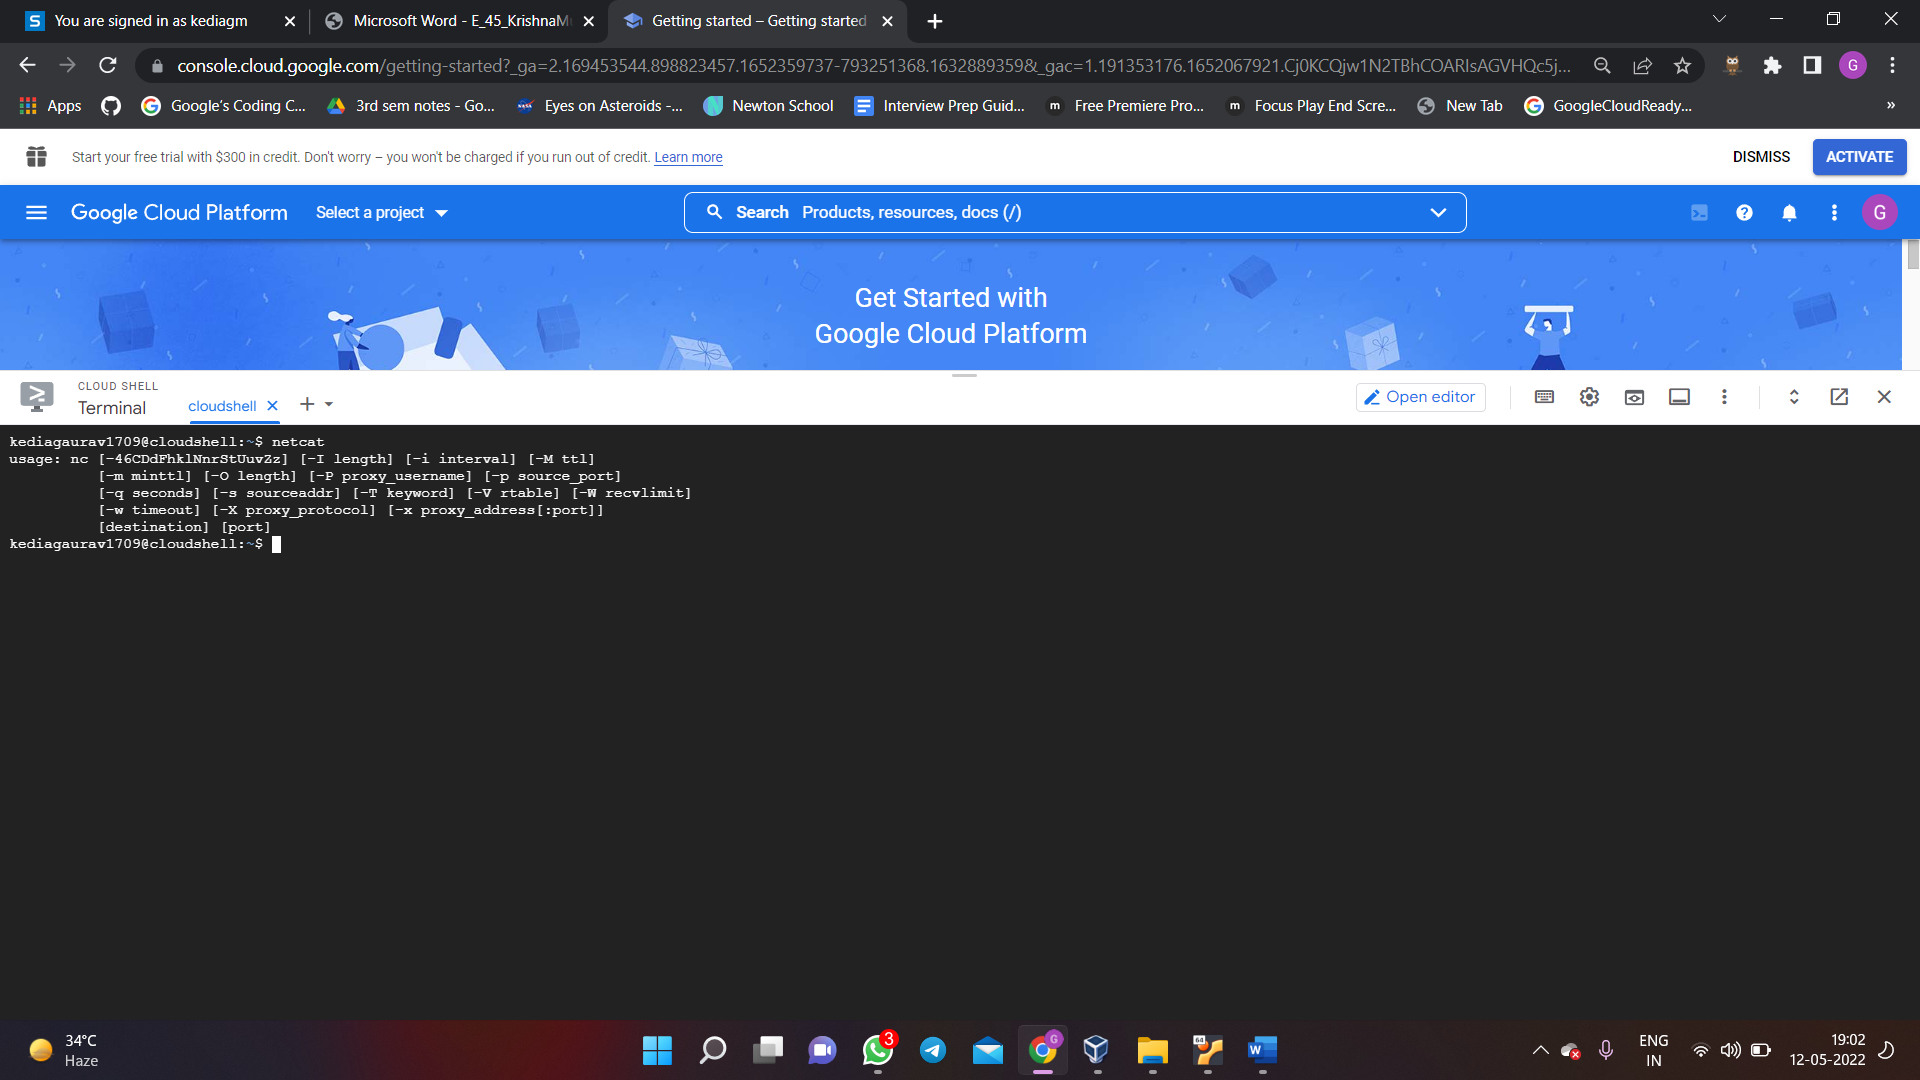 You are signed in as kediagm
Microsoft Word - E_45_KrishnaM
Getting started – Getting started
console.cloud.google.com/getting-started?_ga=2.169453544.898823457.1652359737-793251368.1632889359&_gac=1.191353176.1652067921.Cj0KCQjw1N2TBhCOARIsAGVHQc5j...
Apps
Google's Coding C...
3rd sem notes - Go...
Eyes on Asteroids -...
Newton School
Interview Prep Guid...
Free Premiere Pro...
Focus Play End Scre...
New Tab
GoogleCloudReady...
»
Start your free trial with $300 in credit. Don't worry – you won't be charged if you run out of credit. Learn more
DISMISS
ACTIVATE
Google Cloud Platform
Select a project
Search Products, resources, docs (/)
G
Get Started with
Google Cloud Platform
CLOUD SHELL
Terminal
cloudshell
Open editor
kediagaurav1709@cloudshell:~$ netcat
usage: nc [-46CDdFhklNnrStUuvZz] [-I length] [-i interval] [-M ttl]
[-m minttl] [-O length] [-P proxy_username] [-p source_port]
[-q seconds] [-s sourceaddr] [-T keyword] [-V rtable] [-W recvlimit]
[-w timeout] [-X proxy_protocol] [-x proxy_address[:port]]
[destination] [port]
kediagaurav1709@cloudshell:~$
34°C
Haze
3
G
64
W
ENG
IN
19:02
12-05-2022